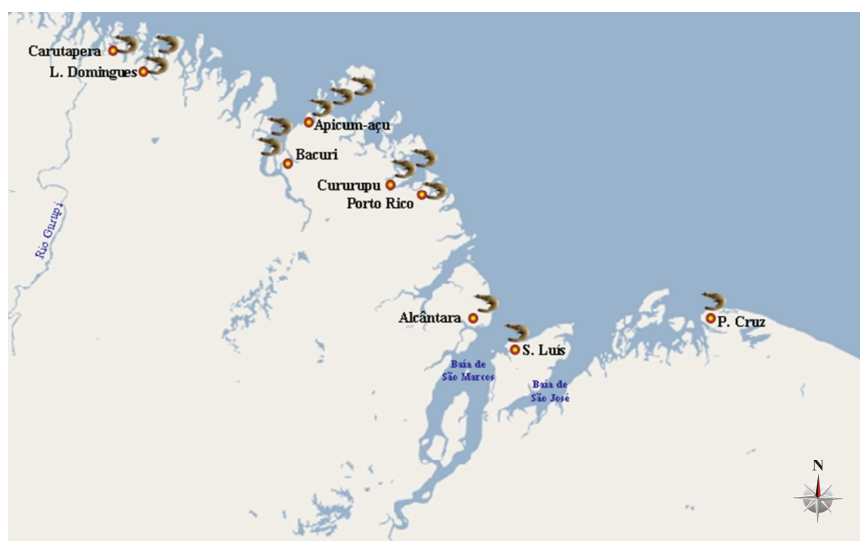 Carutapera
L. Domingues
Apicum-açu
Bacuri
Cururupu
Porto Rico
Rio Gurupi
Alcântara
P. Cruz
S. Luís
Baía de
São Marcos
Baia de
São José
N